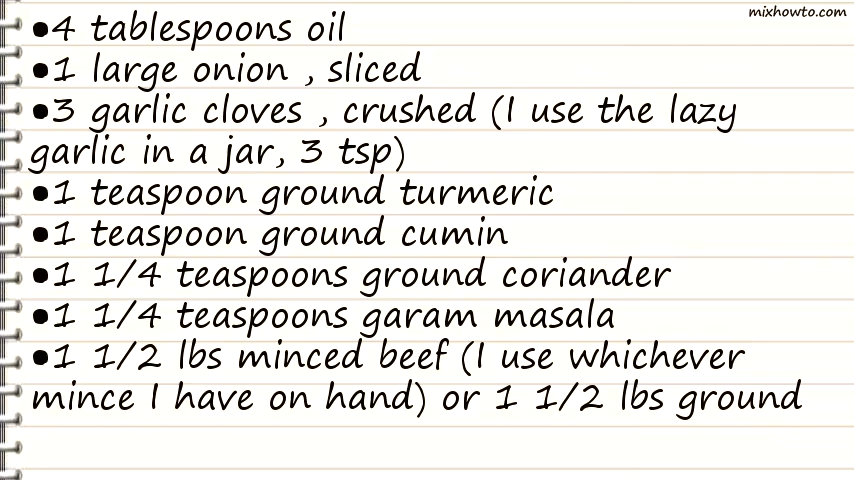 mixhowto.com
•4 tablespoons oil
•1 large onion , sliced
•3 garlic cloves , crushed (I use the lazy
garlic in a jar, 3 tsp)
•1 teaspoon ground turmeric
•1 teaspoon ground cumin
•1 1/4 teaspoons ground coriander
•1 1/4 teaspoons garam masala
•1 1/2 lbs minced beef (I use whichever
mince I have on hand) or 1 1/2 lbs ground